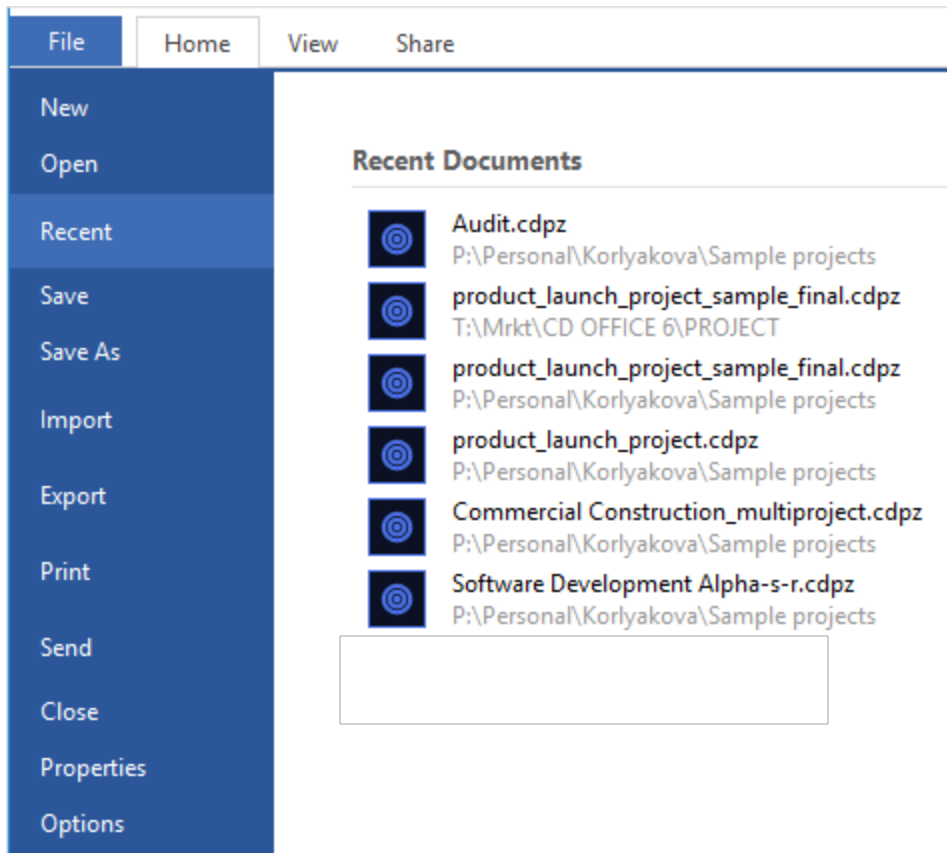 File Home View Share
New
Open
Recent
Save
Save As
Import
Export
Print
Send
Close
Properties
Options
Recent Documents
Audit.cdpz
P:\Personal\Korlyakova\Sample projects
product_launch_project_sample_final.cdpz
T:\Mrkt\CD OFFICE 6\PROJECT
product_launch_project_sample_final.cdpz
P:\Personal\Korlyakova\Sample projects
product_launch_project.cdpz
P:\Personal\Korlyakova\Sample projects
Commercial Construction_multiproject.cdpz
P:\Personal\Korlyakova\Sample projects
Software Development Alpha-s-r.cdpz
P:\Personal\Korlyakova\Sample projects